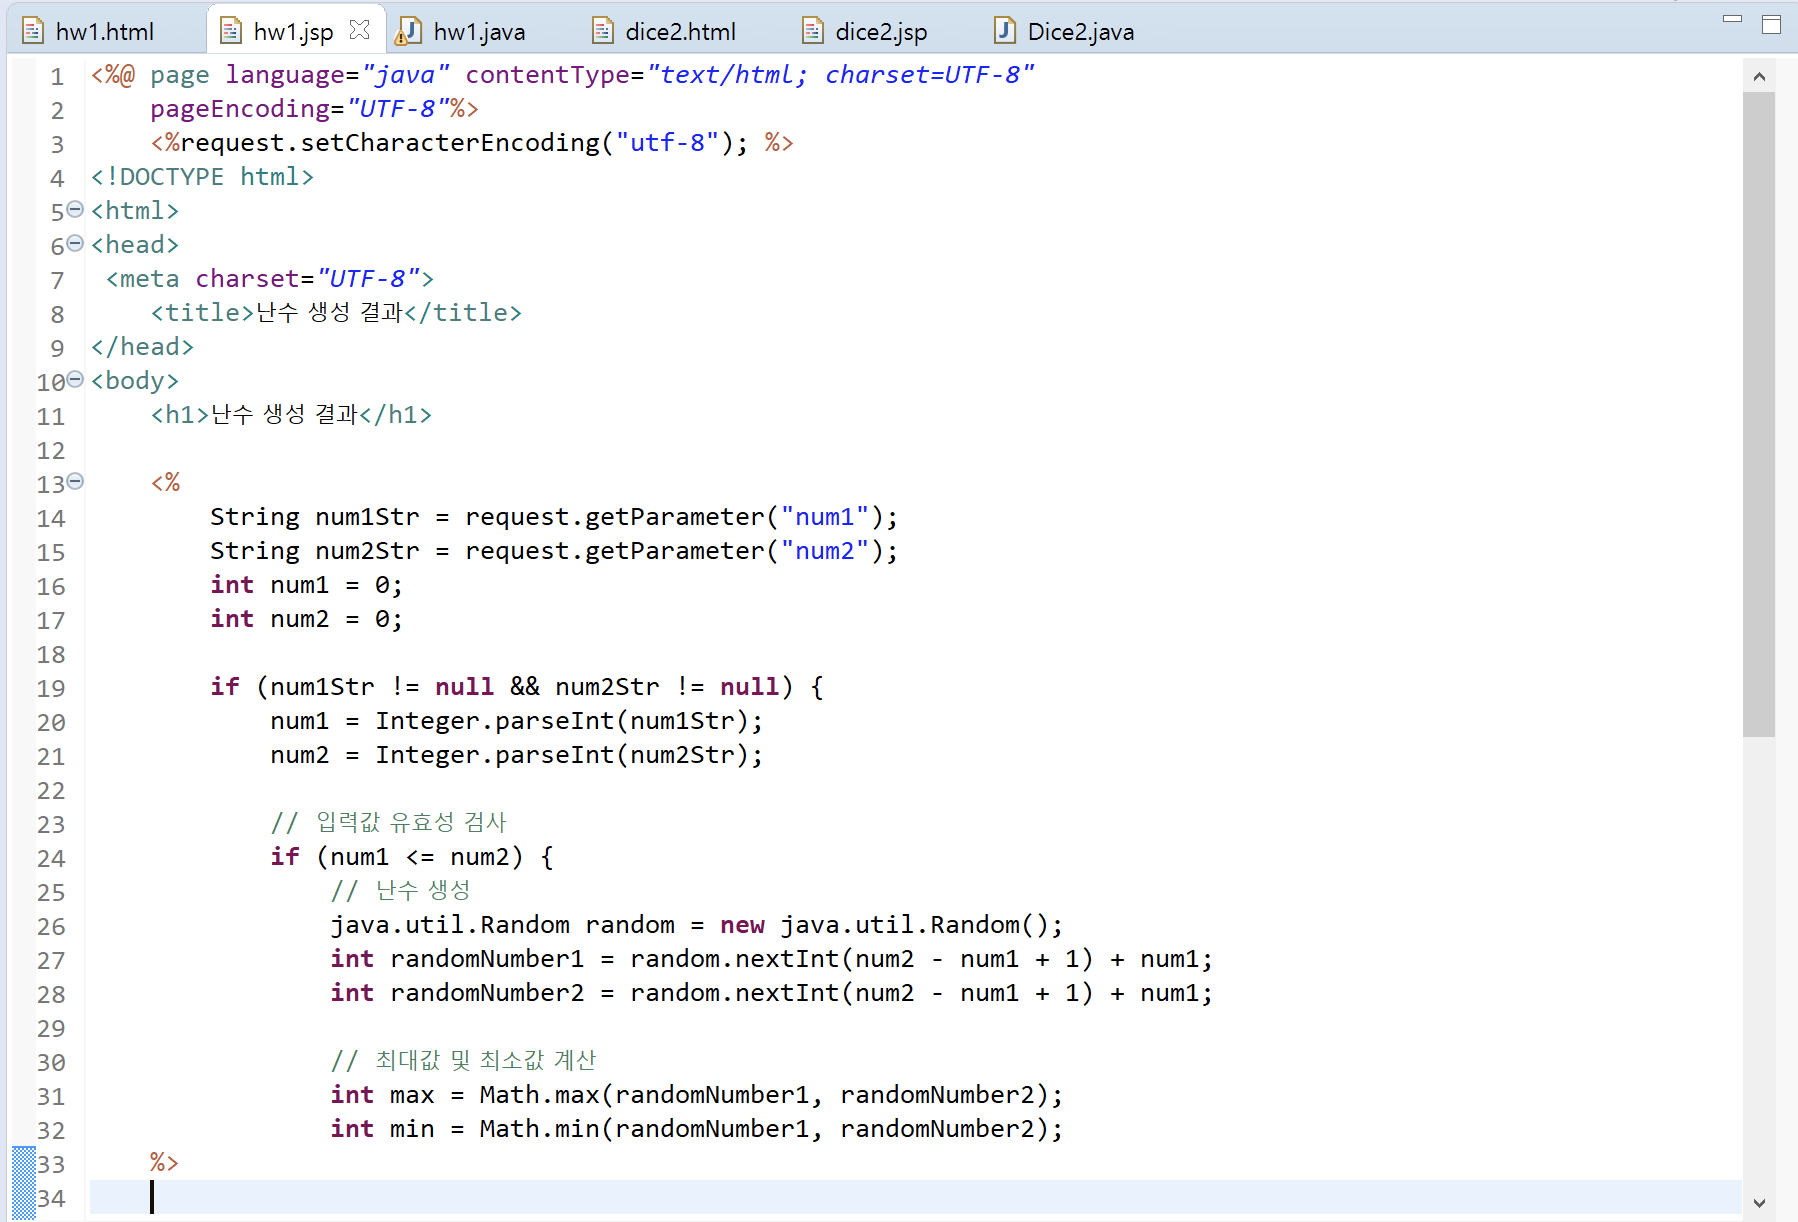 hw1.html hw1.jsp hw1.java dice2.html dice2.jsp Dice2.java
1 <%@ page language="java" contentType="text/html; charset=UTF-8"
2     pageEncoding="UTF-8"%>
3     <%request.setCharacterEncoding("utf-8"); %>
4 <!DOCTYPE html>
5 <html>
6 <head>
7  <meta charset="UTF-8">
8     <title>난수 생성 결과</title>
9 </head>
10 <body>
11     <h1>난수 생성 결과</h1>
12
13     <%
14         String num1Str = request.getParameter("num1");
15         String num2Str = request.getParameter("num2");
16         int num1 = 0;
17         int num2 = 0;
18
19         if (num1Str != null && num2Str != null) {
20             num1 = Integer.parseInt(num1Str);
21             num2 = Integer.parseInt(num2Str);
22
23             // 입력값 유효성 검사
24             if (num1 <= num2) {
25                 // 난수 생성
26                 java.util.Random random = new java.util.Random();
27                 int randomNumber1 = random.nextInt(num2 - num1 + 1) + num1;
28                 int randomNumber2 = random.nextInt(num2 - num1 + 1) + num1;
29
30                 // 최대값 및 최소값 계산
31                 int max = Math.max(randomNumber1, randomNumber2);
32                 int min = Math.min(randomNumber1, randomNumber2);
33     %>
34